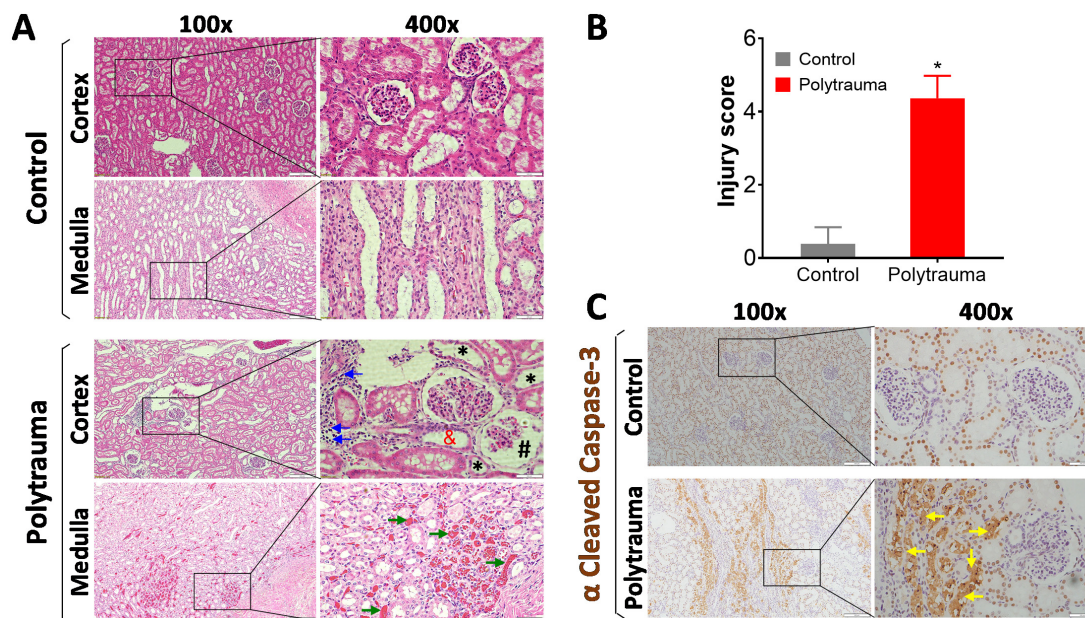 A
100x
400x
Control
Cortex
Medulla
Polytrauma
Cortex
Medulla
*
*
&
#
*
B
Injury score
6
4
2
0
Control
Polytrauma
*
Control
Polytrauma
C
100x
400x
α Cleaved Caspase-3
Control
Polytrauma